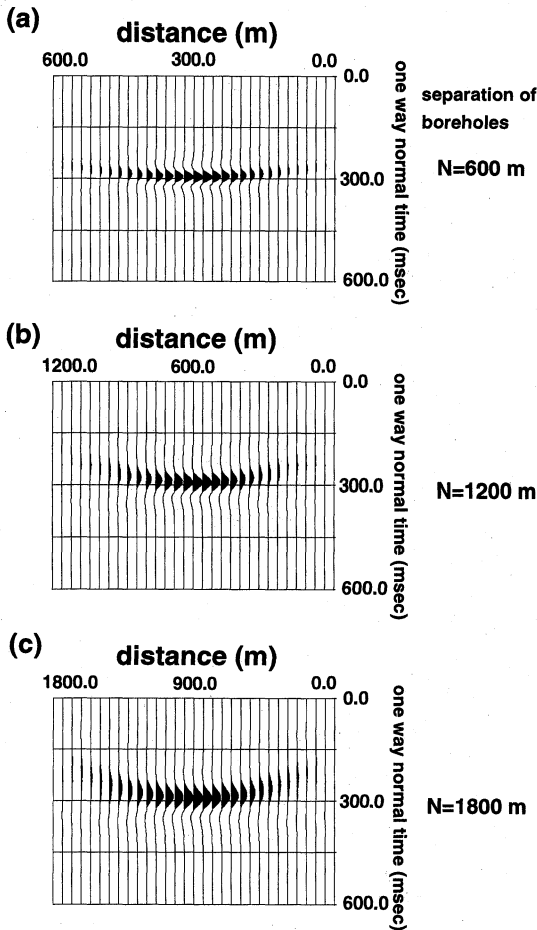 (a)
distance (m)
600.0 300.0 0.0
0.0
300.0
600.0
one way normal time (msec)
separation of
boreholes
N=600 m
(b)
distance (m)
1200.0 600.0 0.0
0.0
300.0
600.0
one way normal time (msec)
N=1200 m
(c)
distance (m)
1800.0 900.0 0.0
0.0
300.0
600.0
one way normal time (msec)
N=1800 m